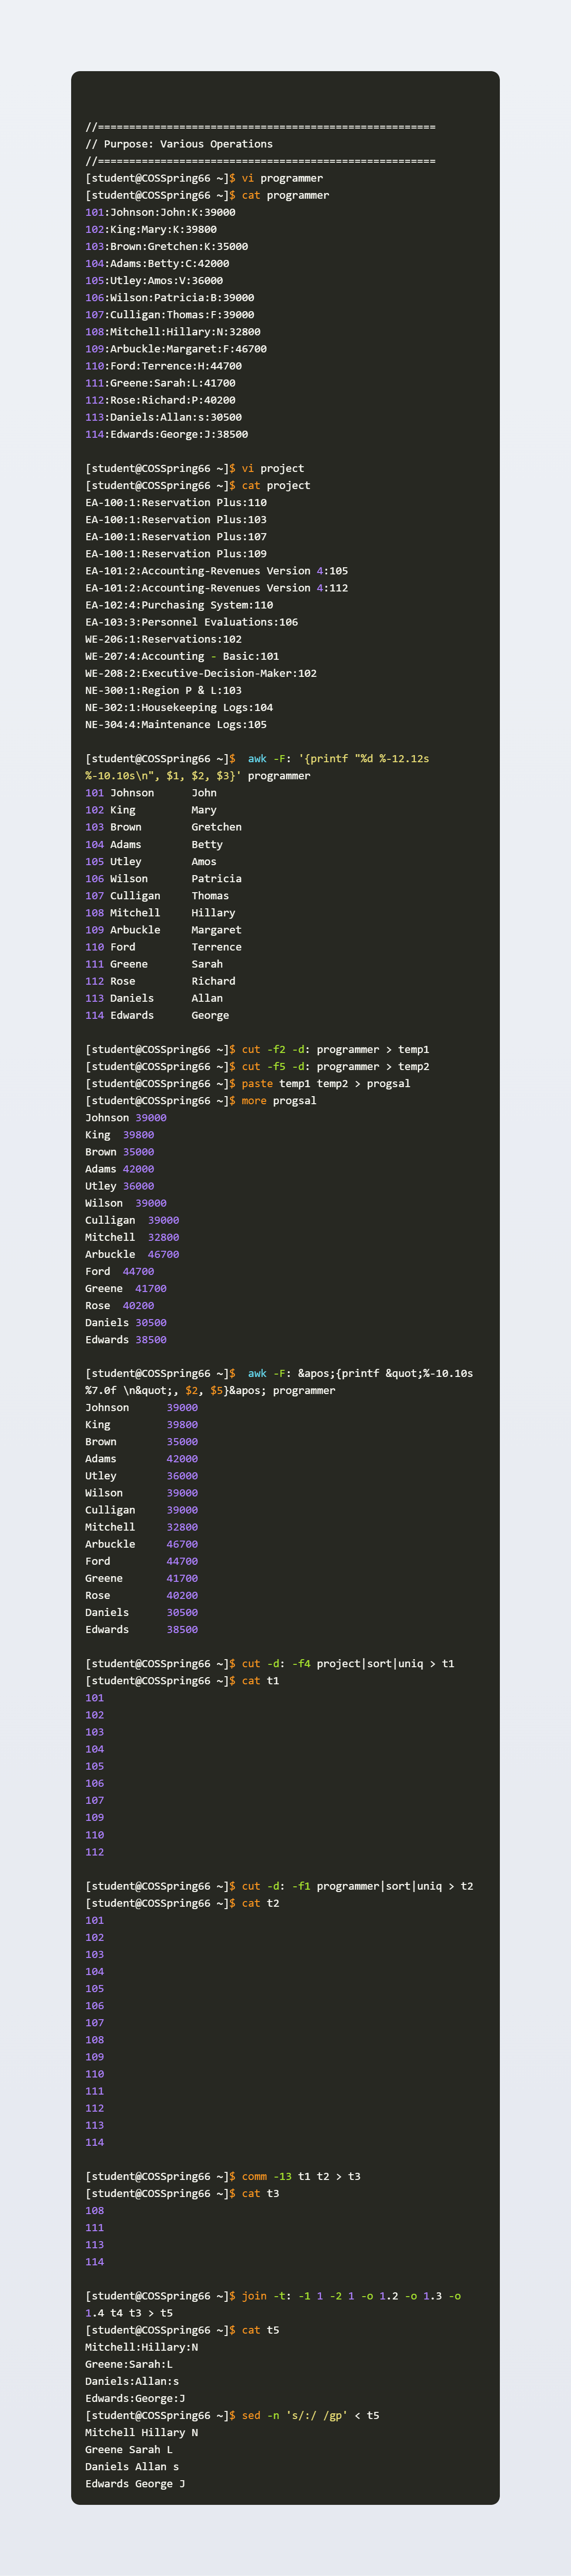 //======================================================
// Purpose: Various Operations
//======================================================
[student@COSSpring66 ~]$ vi programmer
[student@COSSpring66 ~]$ cat programmer
101:Johnson:John:K:39000
102:King:Mary:K:39800
103:Brown:Gretchen:K:35000
104:Adams:Betty:C:42000
105:Utley:Amos:V:36000
106:Wilson:Patricia:B:39000
107:Culligan:Thomas:F:39000
108:Mitchell:Hillary:N:32800
109:Arbuckle:Margaret:F:46700
110:Ford:Terrence:H:44700
111:Greene:Sarah:L:41700
112:Rose:Richard:P:40200
113:Daniels:Allan:s:30500
114:Edwards:George:J:38500

[student@COSSpring66 ~]$ vi project
[student@COSSpring66 ~]$ cat project
EA-100:1:Reservation Plus:110
EA-100:1:Reservation Plus:103
EA-100:1:Reservation Plus:107
EA-100:1:Reservation Plus:109
EA-101:2:Accounting-Revenues Version 4:105
EA-101:2:Accounting-Revenues Version 4:112
EA-102:4:Purchasing System:110
EA-103:3:Personnel Evaluations:106
WE-206:1:Reservations:102
WE-207:4:Accounting - Basic:101
WE-208:2:Executive-Decision-Maker:102
NE-300:1:Region P & L:103
NE-302:1:Housekeeping Logs:104
NE-304:4:Maintenance Logs:105

[student@COSSpring66 ~]$  awk -F: '{printf "%d %-12.12s
%-10.10s\n", $1, $2, $3}' programmer
101 Johnson      John
102 King         Mary
103 Brown        Gretchen
104 Adams        Betty
105 Utley        Amos
106 Wilson       Patricia
107 Culligan     Thomas
108 Mitchell     Hillary
109 Arbuckle     Margaret
110 Ford         Terrence
111 Greene       Sarah
112 Rose         Richard
113 Daniels      Allan
114 Edwards      George

[student@COSSpring66 ~]$ cut -f2 -d: programmer > temp1
[student@COSSpring66 ~]$ cut -f5 -d: programmer > temp2
[student@COSSpring66 ~]$ paste temp1 temp2 > progsal
[student@COSSpring66 ~]$ more progsal
Johnson 39000
King  39800
Brown 35000
Adams 42000
Utley 36000
Wilson  39000
Culligan  39000
Mitchell  32800
Arbuckle  46700
Ford  44700
Greene  41700
Rose  40200
Daniels 30500
Edwards 38500

[student@COSSpring66 ~]$  awk -F: &apos;{printf &quot;%-10.10s
%7.0f \n&quot;, $2, $5}&apos; programmer
Johnson      39000
King         39800
Brown        35000
Adams        42000
Utley        36000
Wilson       39000
Culligan     39000
Mitchell     32800
Arbuckle     46700
Ford         44700
Greene       41700
Rose         40200
Daniels      30500
Edwards      38500

[student@COSSpring66 ~]$ cut -d: -f4 project|sort|uniq > t1
[student@COSSpring66 ~]$ cat t1
101
102
103
104
105
106
107
109
110
112

[student@COSSpring66 ~]$ cut -d: -f1 programmer|sort|uniq > t2
[student@COSSpring66 ~]$ cat t2
101
102
103
104
105
106
107
108
109
110
111
112
113
114

[student@COSSpring66 ~]$ comm -13 t1 t2 > t3
[student@COSSpring66 ~]$ cat t3
108
111
113
114

[student@COSSpring66 ~]$ join -t: -1 1 -2 1 -o 1.2 -o 1.3 -o
1.4 t4 t3 > t5
[student@COSSpring66 ~]$ cat t5
Mitchell:Hillary:N
Greene:Sarah:L
Daniels:Allan:s
Edwards:George:J
[student@COSSpring66 ~]$ sed -n 's/:/ /gp' < t5
Mitchell Hillary N
Greene Sarah L
Daniels Allan s
Edwards George J